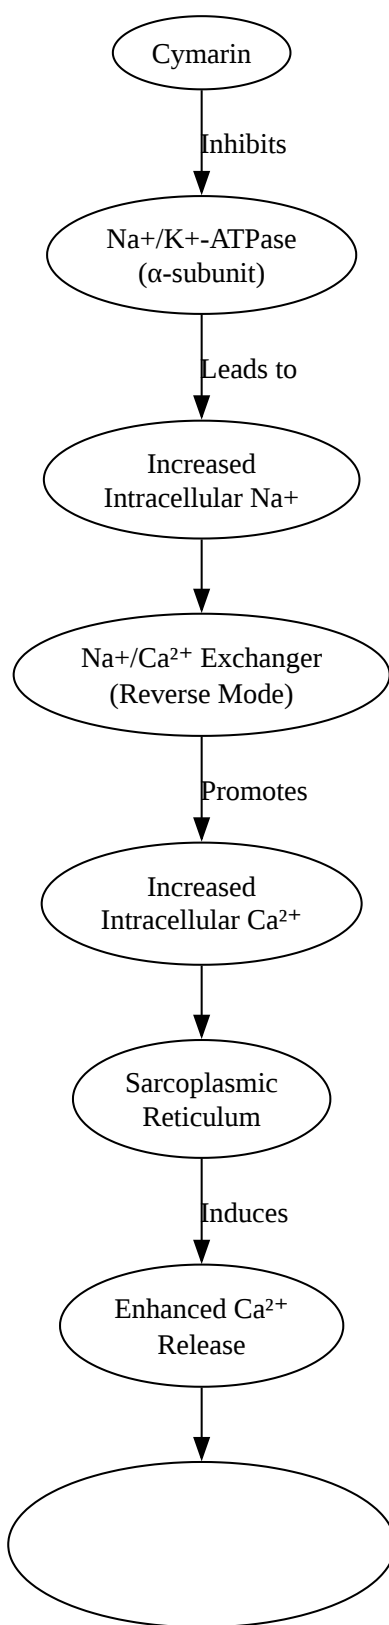 Cymarin
Inhibits
Na+/K+-ATPase
(α-subunit)
Leads to
Increased
Intracellular Na+
Na+/Ca²⁺ Exchanger
(Reverse Mode)
Promotes
Increased
Intracellular Ca²⁺
Sarcoplasmic
Reticulum
Induces
Enhanced Ca²⁺
Release